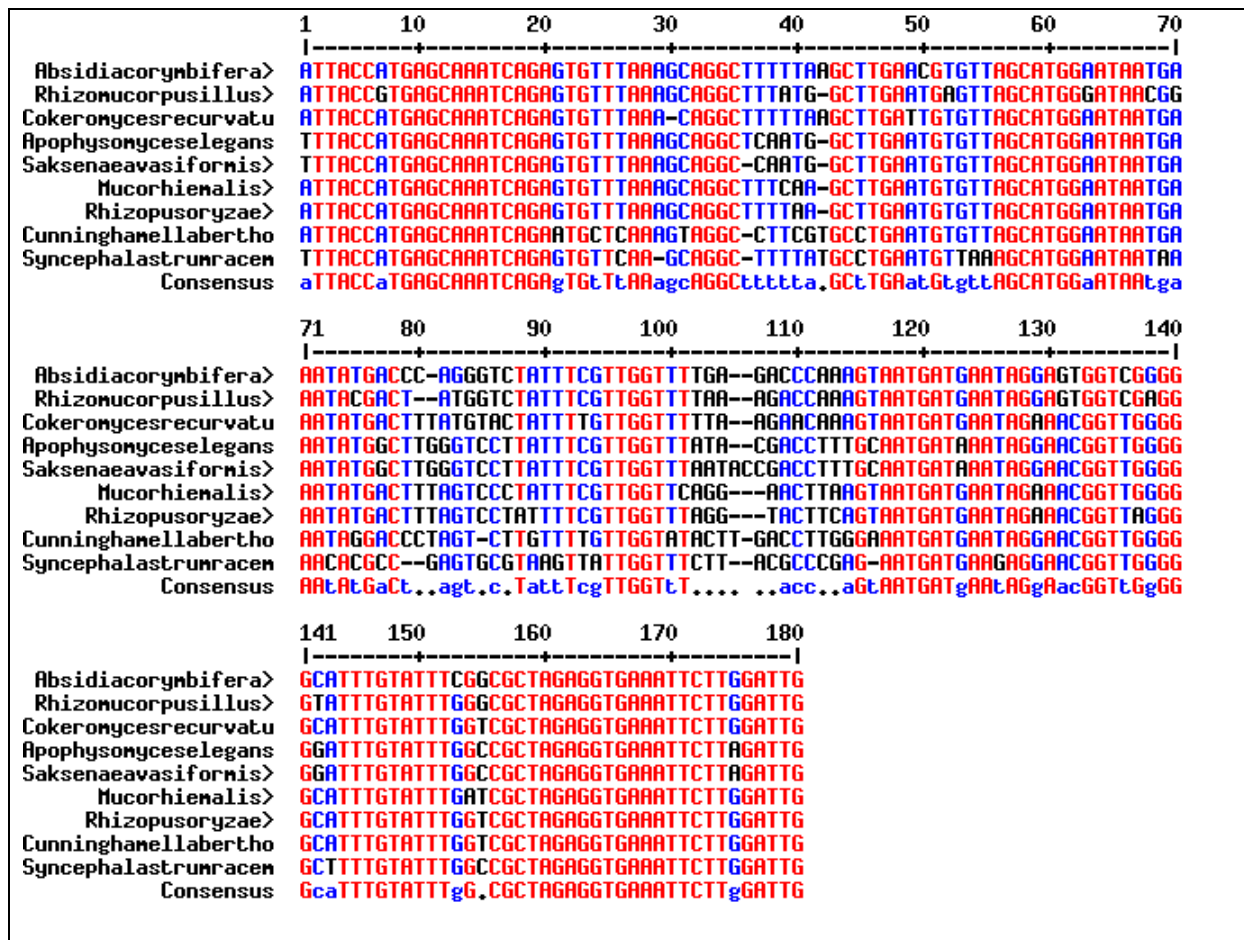 1 10 20 30 40 50 60 70
|--------+---------+---------+---------+---------+---------+---------|
Absidiacorymbifera> ATTACCATGAGCAAATCAGAGTGTTTAAAGCAGGCTTTTTAAGCTTGAACGTGTTAGCATGGAATAATGA
Rhizomucorpusillus> ATTACCGTGAGCAAATCAGAGTGTTTAAAGCAGGCTTTATG-GCTTGAATGAGTTAGCATGGGATAACGG
Cokeromycesrecurvatu ATTACCATGAGCAAATCAGAGTGTTTAAA-CAGGCTTTTTAAGCTTGATTGTGTTAGCATGGAATAATGA
Apophysomyceselegans TTTACCATGAGCAAATCAGAGTGTTTAAAGCAGGCTCAATG-GCTTGAATGTGTTAGCATGGAATAATGA
Saksenaeavasiformis> TTTACCATGAGCAAATCAGAGTGTTTAAAGCAGGC-CAATG-GCTTGAATGTGTTAGCATGGAATAATGA
Mucorhiemalis> ATTACCATGAGCAAATCAGAGTGTTTAAAGCAGGCTTTCAA-GCTTGAATGTGTTAGCATGGAATAATGA
Rhizopusoryzae> ATTACCATGAGCAAATCAGAGTGTTTAAAGCAGGCTTTTAA-GCTTGAATGTGTTAGCATGGAATAATGA
Cunninghamellabertho ATTACCATGAGCAAATCAGAATGCTCAAAGTAGGC-CTTCGTGCCTGAATGTGTTAGCATGGAATAATGA
Syncephalastrumracem TTTACCATGAGCAAATCAGAGTGTTCAA-GCAGGC-TTTTATGCCTGAATGTTAAAGCATGGAATAATAA
Consensus aTTACCaTGAGCAAATCAGAgTGtTtAAagcAGGCttttta.GCtTGAatGtgttAGCATGGaATAAtga
71 80 90 100 110 120 130 140
|--------+---------+---------+---------+---------+---------+---------|
Absidiacorymbifera> AATATGACCC-AGGGTCTATTTCGTTGGTTTTGA--GACCCAAAGTAATGATGAATAGGAGTGGTCGGGG
Rhizomucorpusillus> AATACGACT--ATGGTCTATTTCGTTGGTTTTAA--AGACCAAAGTAATGATGAATAGGAGTGGTCGAGG
Cokeromycesrecurvatu AATATGACTTTATGTACTATTTTGTTGGTTTTTA--AGAACAAAGTAATGATGAATAGAAACGGTTGGGG
Apophysomyceselegans AATATGGCTTGGGTCCTTATTTCGTTGGTTTATA--CGACCTTTGCAATGATAAATAGGAACGGTTGGGG
Saksenaeavasiformis> AATATGGCTTGGGTCCTTATTTCGTTGGTTTAATACCGACCTTTGCAATGATAAATAGGAACGGTTGGGG
Mucorhiemalis> AATATGACTTTAGTCCCTATTTCGTTGGTTCAGG---AACTTAAGTAATGATGAATAGAAACGGTTGGGG
Rhizopusoryzae> AATATGACTTTAGTCCTATTTTCGTTGGTTTAGG---TACTTCAGTAATGATGAATAGAAACGGTTAGGG
Cunninghamellabertho AATAGGACCCTAGT-CTTGTTTTGTTGGTATACTT-GACCTTGGGAAATGATGAATAGGAACGGTTGGGG
Syncephalastrumracem AACACGCC--GAGTGCGTAAGTTATTGGTTTCTT--ACGCCCGAG-AATGATGAAGAGGAACGGTTGGGG
Consensus AAtAtGaCt..agt.c.TattTcgTTGGTtT.... ..acc..aGtAATGATgAAtAGgAacGGTtGgGG
141 150 160 170 180
|--------+---------+---------+---------|
Absidiacorymbifera> GCATTTGTATTTCGGCGCTAGAGGTGAAATTCTTGGATTG
Rhizomucorpusillus> GTATTTGTATTTGGGCGCTAGAGGTGAAATTCTTGGATTG
Cokeromycesrecurvatu GCATTTGTATTTGGTCGCTAGAGGTGAAATTCTTGGATTG
Apophysomyceselegans GGATTTGTATTTGGCCGCTAGAGGTGAAATTCTTAGATTG
Saksenaeavasiformis> GGATTTGTATTTGGCCGCTAGAGGTGAAATTCTTAGATTG
Mucorhiemalis> GCATTTGTATTTGATCGCTAGAGGTGAAATTCTTGGATTG
Rhizopusoryzae> GCATTTGTATTTGGTCGCTAGAGGTGAAATTCTTGGATTG
Cunninghamellabertho GCATTTGTATTTGGTCGCTAGAGGTGAAATTCTTGGATTG
Syncephalastrumracem GCTTTTGTATTTGGCCGCTAGAGGTGAAATTCTTGGATTG
Consensus GcaTTTGTATTTgG.CGCTAGAGGTGAAATTCTTgGATTG